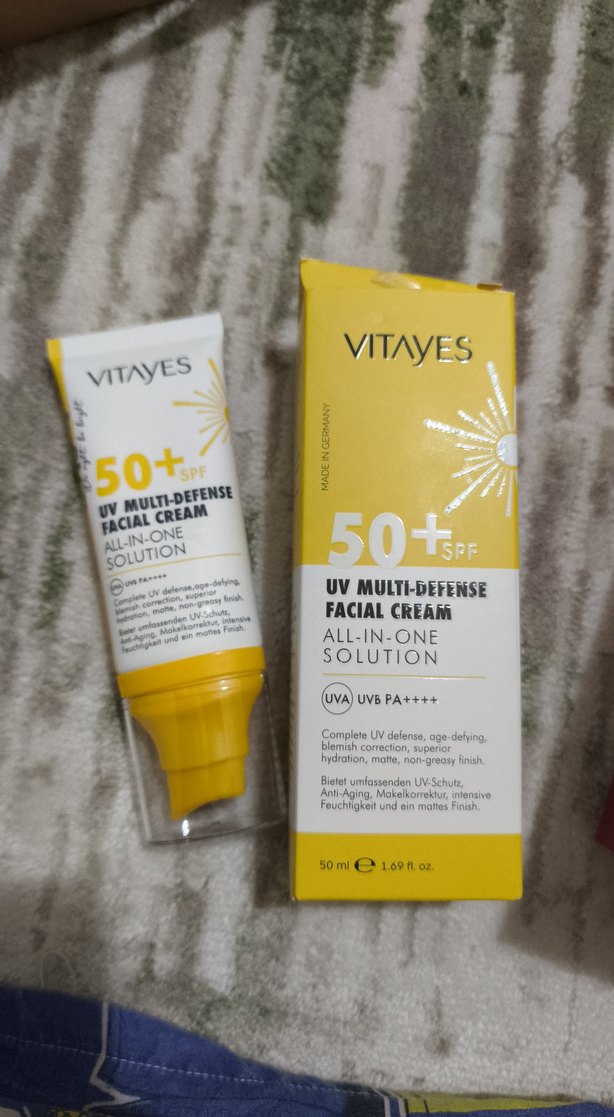 VITAYES
Bright & light
50+ SPF
UV MULTI-DEFENSE
FACIAL CREAM
ALL-IN-ONE
SOLUTION
UVA UVB PA++++
Complete UV defense,age-defying,
blemish correction, superior
hydration, matte, non-greasy finish.
Bietet umfassenden UV-Schutz,
Anti-Aging, Makelkorrektur, intensive
Feuchtigkeit und ein mattes Finish.
VITAYES
MADE IN GERMANY
50+ SPF
UV MULTI-DEFENSE
FACIAL CREAM
ALL-IN-ONE
SOLUTION
UVA UVB PA++++
Complete UV defense, age-defying,
blemish correction, superior
hydration, matte, non-greasy finish.
Bietet umfassenden UV-Schutz,
Anti-Aging, Makelkorrektur, intensive
Feuchtigkeit und ein mattes Finish.
50 ml ℮ 1.69 fl. oz.